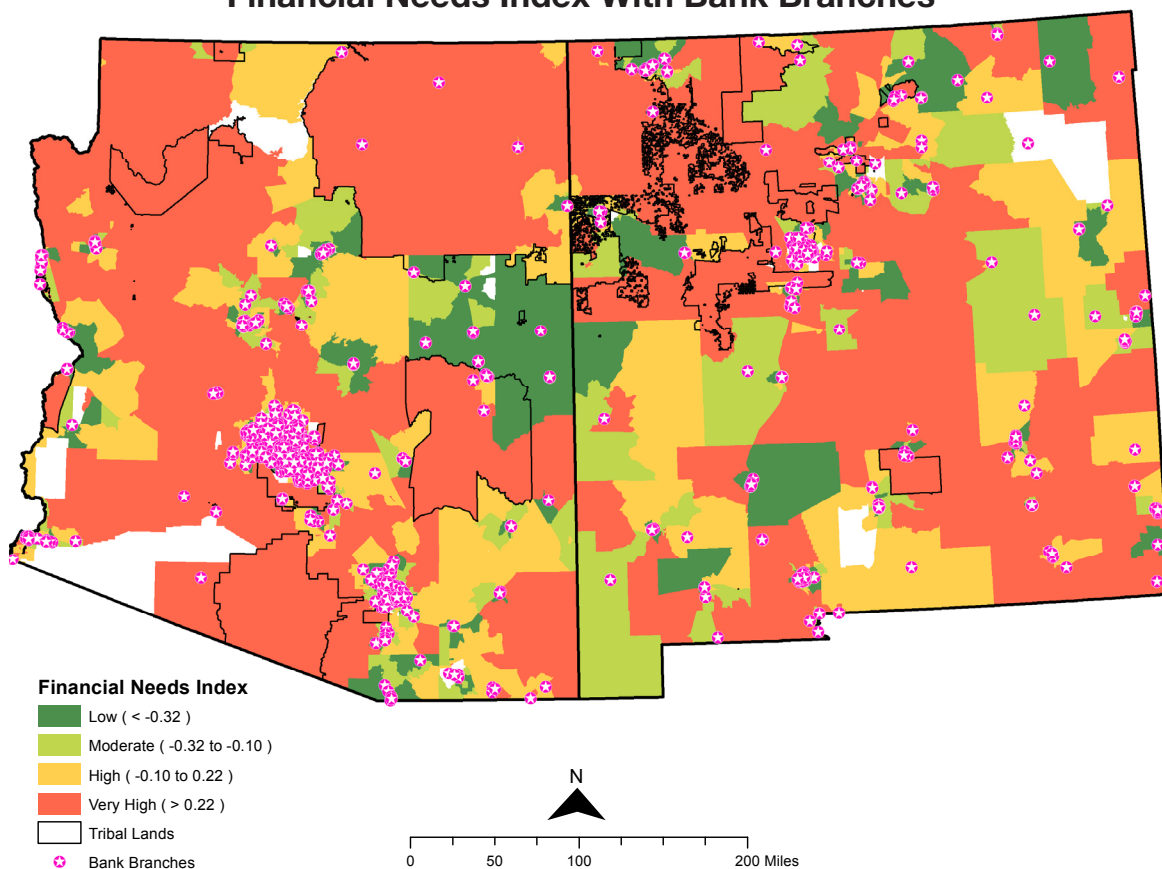 Financial Needs Index With Bank Branches
Financial Needs Index
Low ( < -0.32 )
Moderate ( -0.32 to -0.10 )
High ( -0.10 to 0.22 )
Very High ( > 0.22 )
Tribal Lands
Bank Branches
N
0 50 100 200 Miles